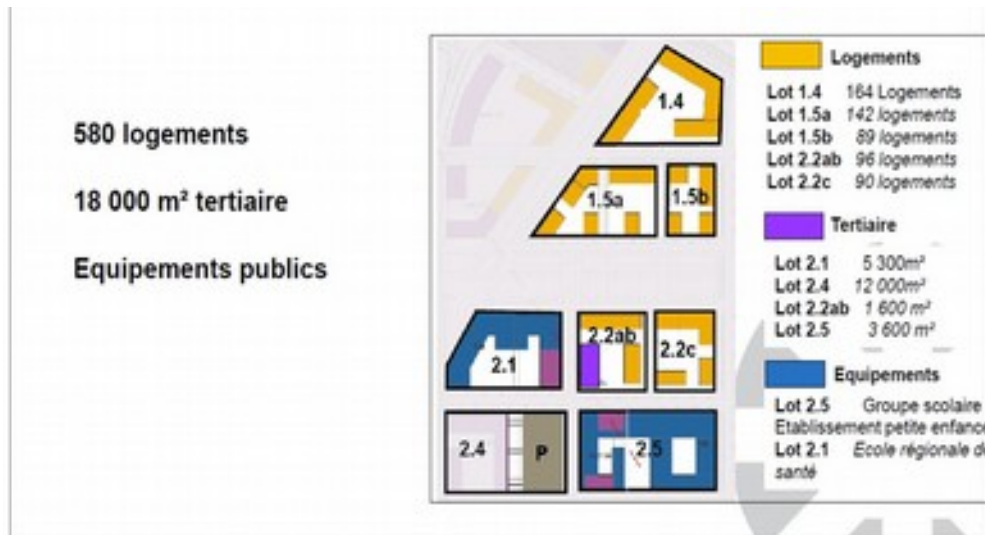 580 logements
18 000 m² tertiaire
Equipements publics
1.4
1.5a
1.5b
2.1
2.2ab
2.2c
2.4
P
2.5
Logements
Lot 1.4 164 Logements
Lot 1.5a 142 logements
Lot 1.5b 89 logements
Lot 2.2ab 96 logements
Lot 2.2c 90 logements
Tertiaire
Lot 2.1 5 300m²
Lot 2.4 12 000m²
Lot 2.2ab 1 600 m²
Lot 2.5 3 600 m²
Equipements
Lot 2.5 Groupe scolaire
Etablissement petite enfance
Lot 2.1 Ecole régionale de
santé